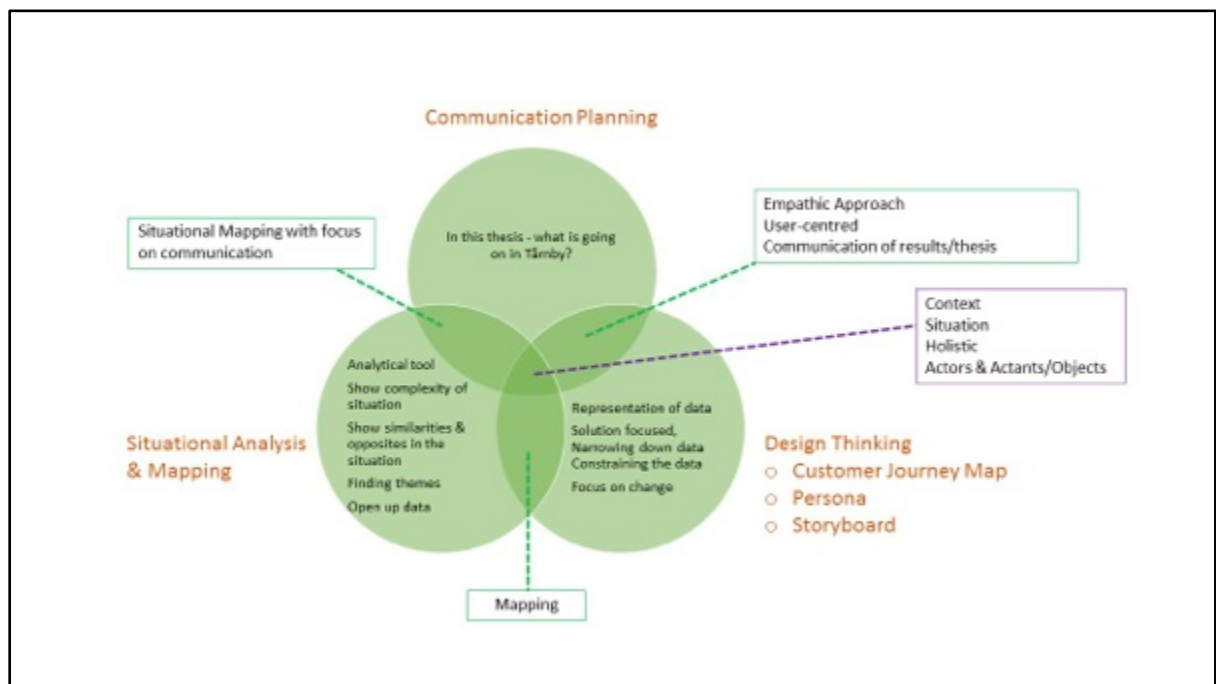 Communication Planning
In this thesis - what is going
on in Tårnby?
Situational Mapping with focus
on communication
Empathic Approach
User-centred
Communication of results/thesis
Context
Situation
Holistic
Actors & Actants/Objects
Situational Analysis
& Mapping
Analytical tool
Show complexity of
situation
Show similarities &
opposites in the
situation
Finding themes
Open up data
Representation of data
Solution focused,
Narrowing down data
Constraining the data
Focus on change
Design Thinking
o Customer Journey Map
o Persona
o Storyboard
Mapping